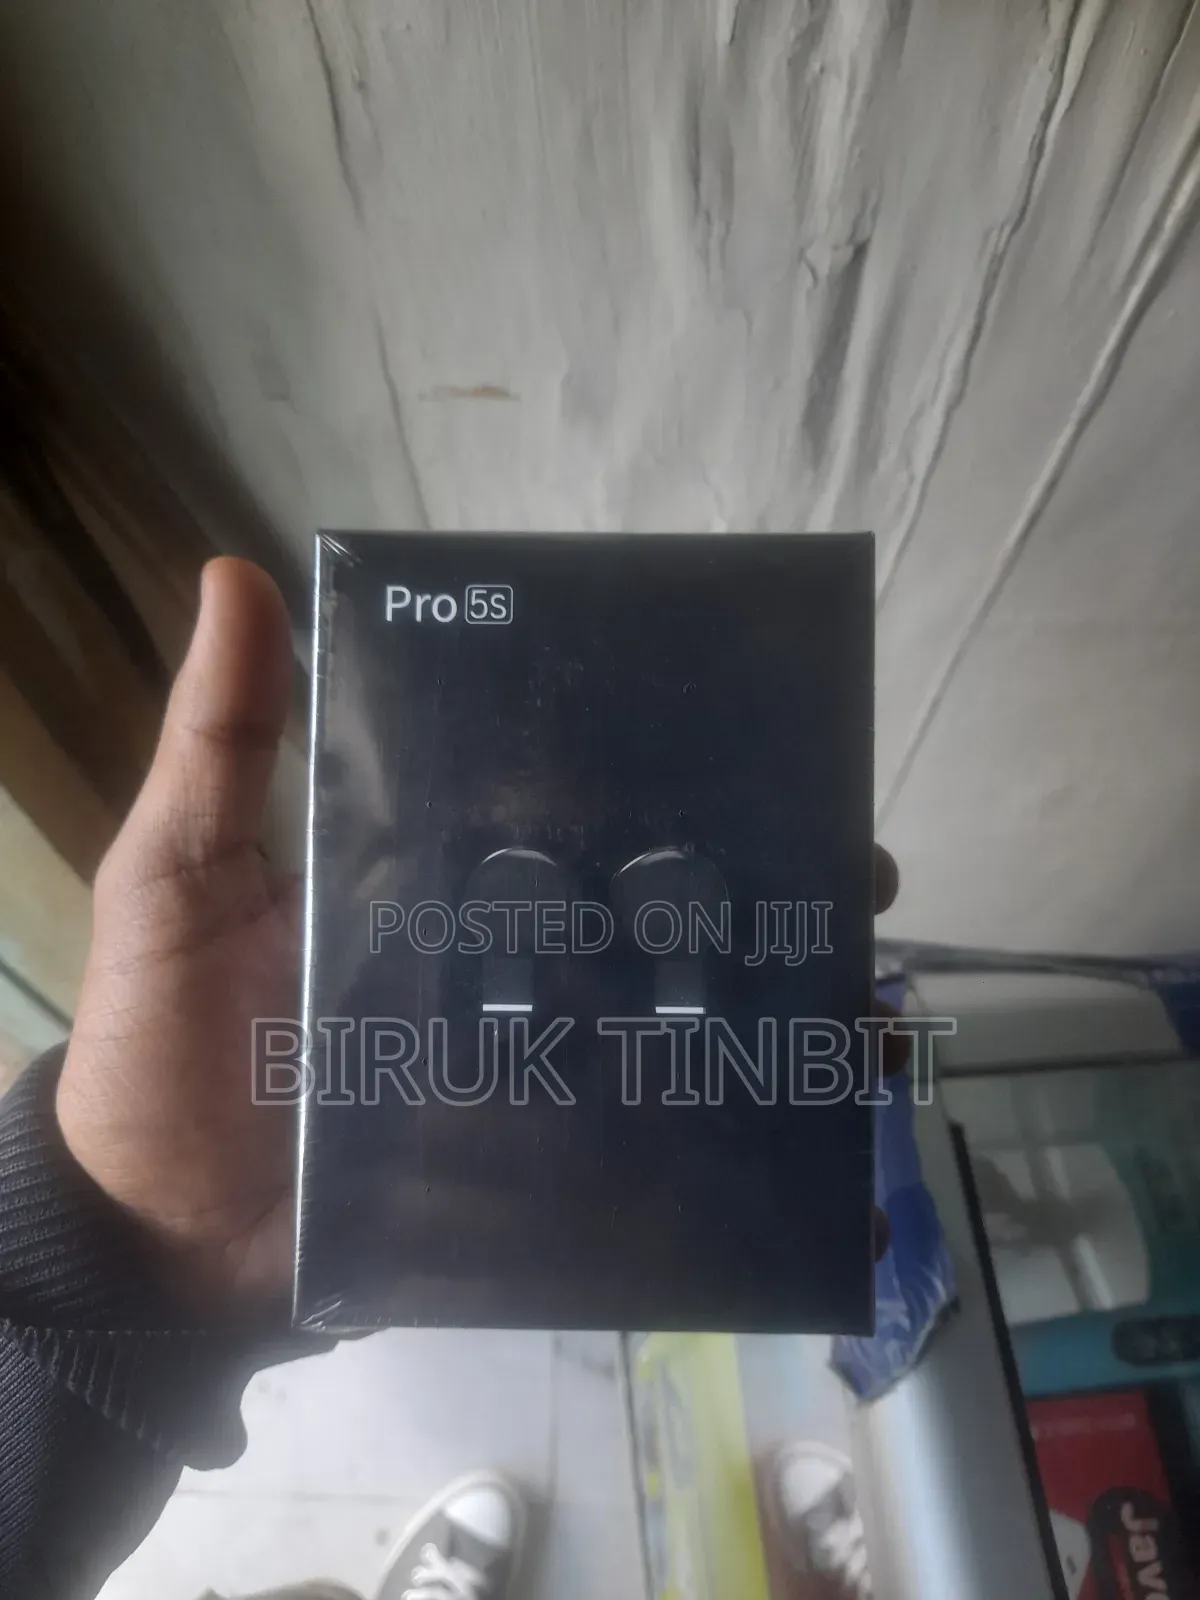 Pro 5S
POSTED ON JIJI
BIRUK TINBIT